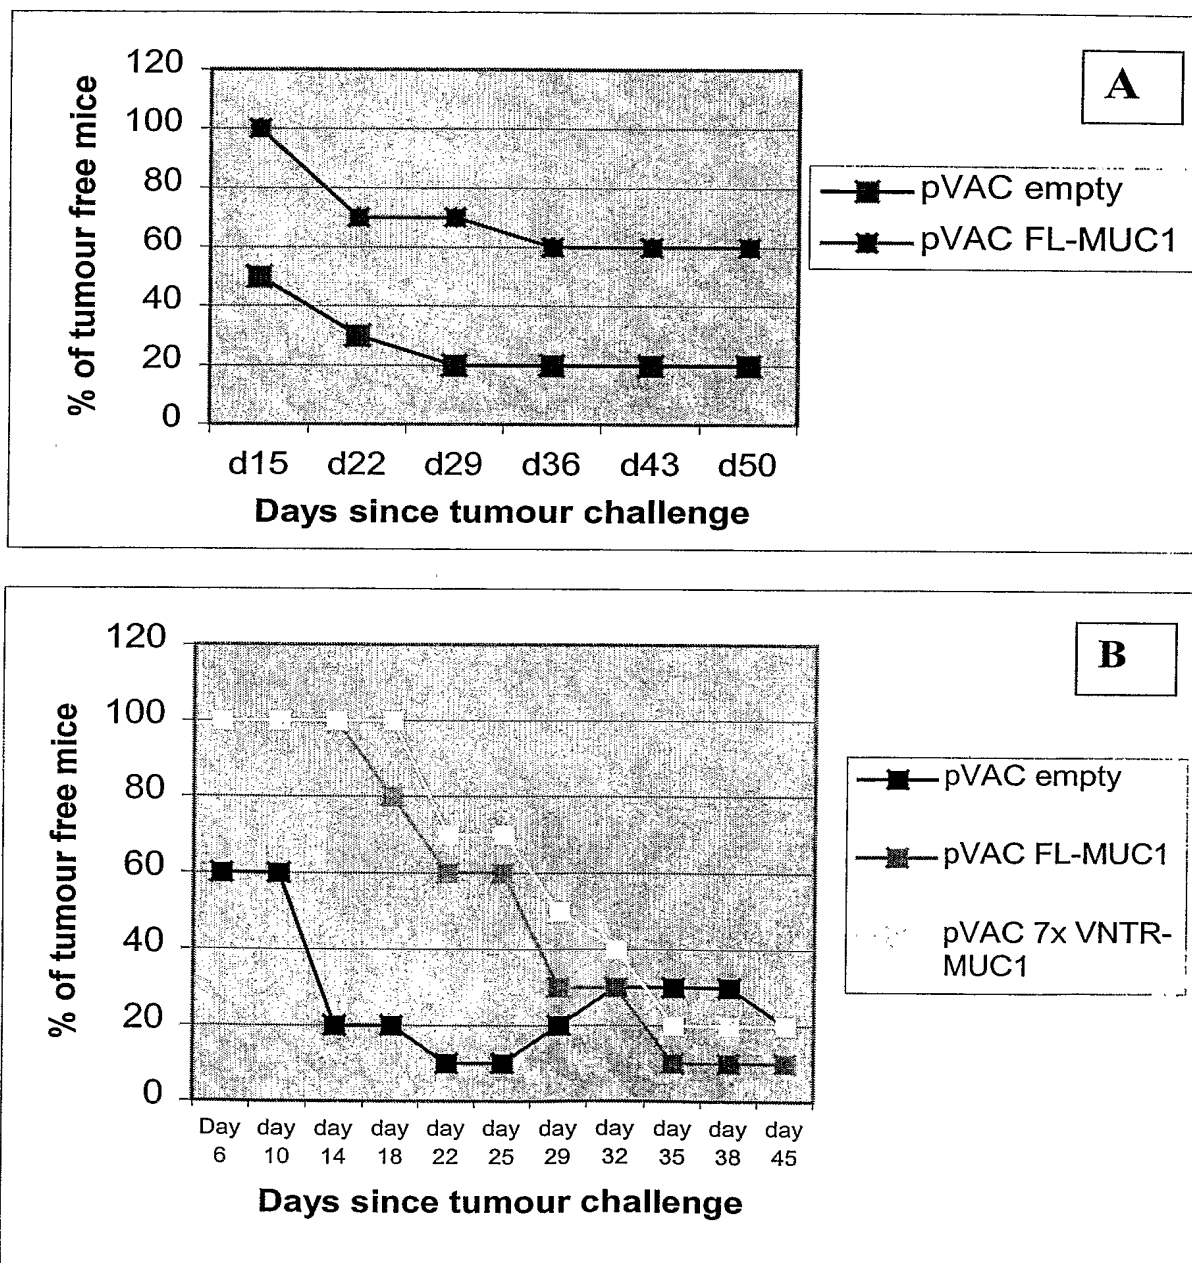 A
120
100
80
60
40
20
0
% of tumour free mice
d15 d22 d29 d36 d43 d50
Days since tumour challenge
pVAC empty
pVAC FL-MUC1
B
120
100
80
60
40
20
0
% of tumour free mice
Day day day day day day day day day day day
6 10 14 18 22 25 29 32 35 38 45
Days since tumour challenge
pVAC empty
pVAC FL-MUC1
pVAC 7x VNTR-
MUC1